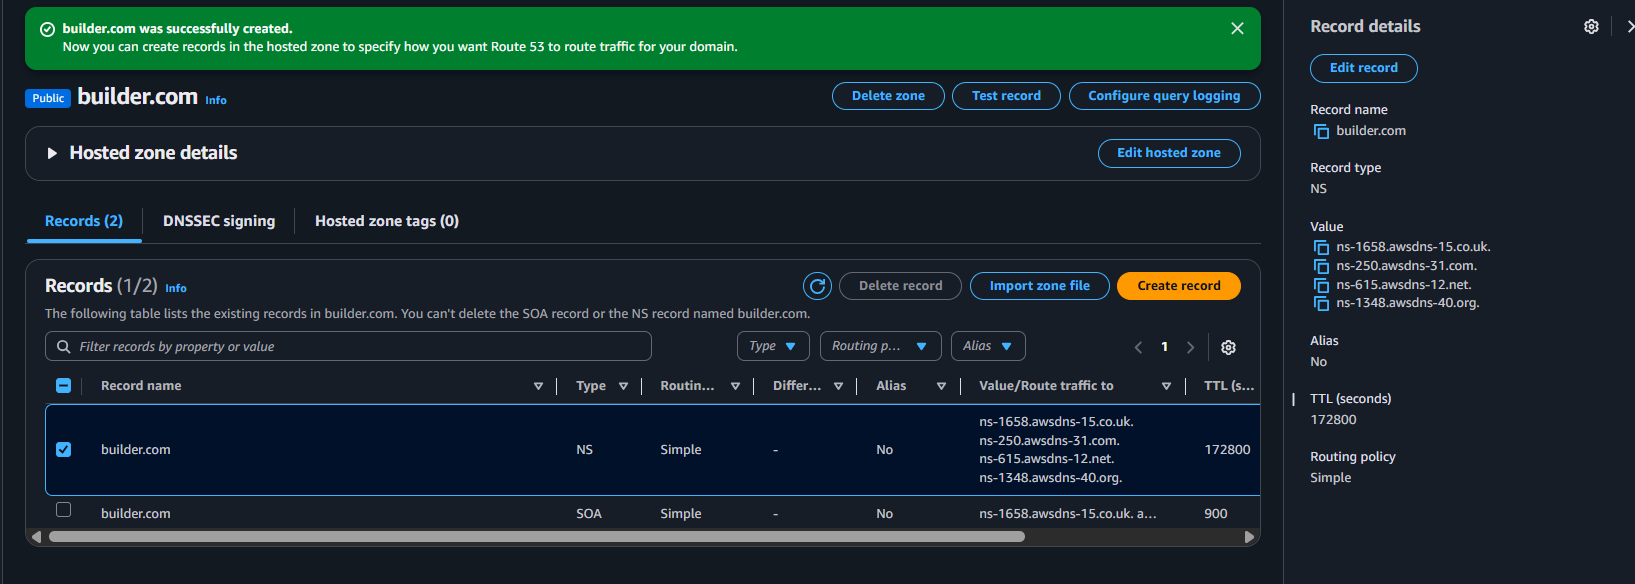 builder.com was successfully created.
Now you can create records in the hosted zone to specify how you want Route 53 to route traffic for your domain.
Public builder.com Info
Delete zone
Test record
Configure query logging
Hosted zone details
Edit hosted zone
Records (2)
DNSSEC signing
Hosted zone tags (0)
Records (1/2) Info
Delete record
Import zone file
Create record
The following table lists the existing records in builder.com. You can't delete the SOA record or the NS record named builder.com.
Filter records by property or value
Type
Routing p...
Alias
1
Record name
Type
Routin...
Differ...
Alias
Value/Route traffic to
TTL (s...
builder.com
NS
Simple
-
No
ns-1658.awsdns-15.co.uk.
ns-250.awsdns-31.com.
ns-615.awsdns-12.net.
ns-1348.awsdns-40.org.
172800
builder.com
SOA
Simple
-
No
ns-1658.awsdns-15.co.uk. a...
900
Record details
Edit record
Record name
builder.com
Record type
NS
Value
ns-1658.awsdns-15.co.uk.
ns-250.awsdns-31.com.
ns-615.awsdns-12.net.
ns-1348.awsdns-40.org.
Alias
No
TTL (seconds)
172800
Routing policy
Simple